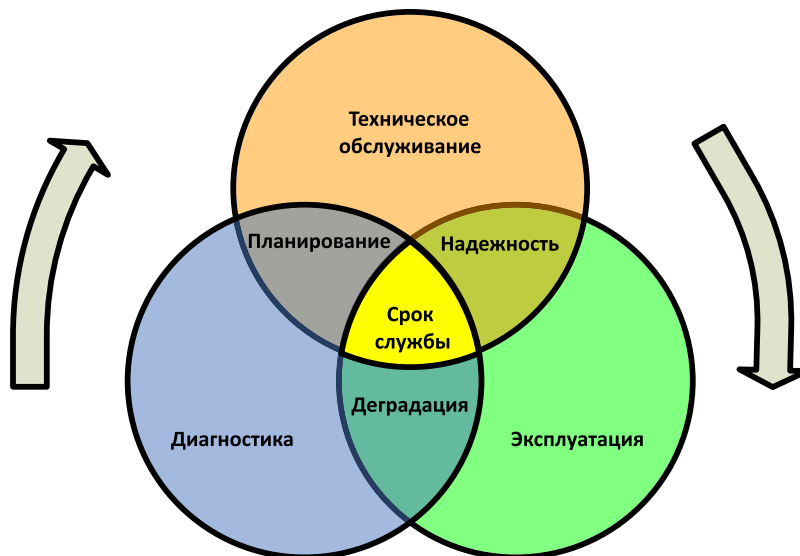 Техническое
обслуживание
Планирование
Надежность
Срок
службы
Деградация
Диагностика
Эксплуатация